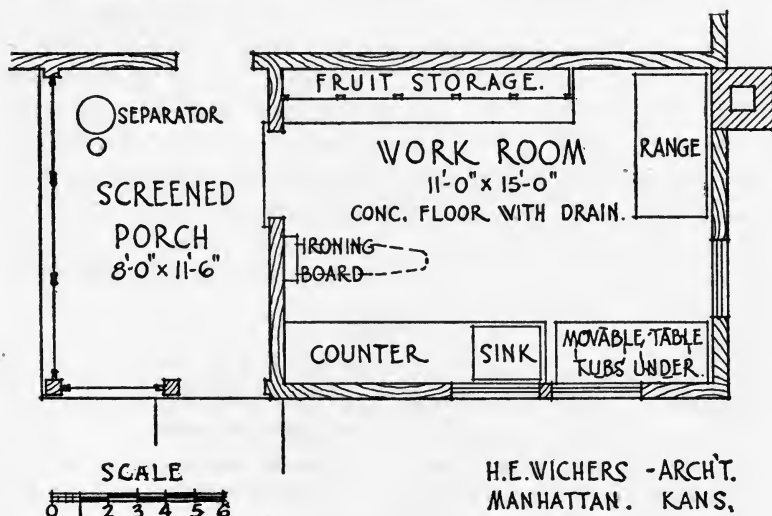 FRUIT STORAGE.
SEPARATOR
WORK ROOM
11'-0" x 15'-0"
CONC. FLOOR WITH DRAIN.
RANGE
SCREENED
PORCH
8'-0" x 11'-6"
IRONING
BOARD
COUNTER
SINK
MOVABLE TABLE
TUBS UNDER.
SCALE
0 1 2 3 4 5 6
H.E. WICHERS - ARCH'T.
MANHATTAN. KANS.